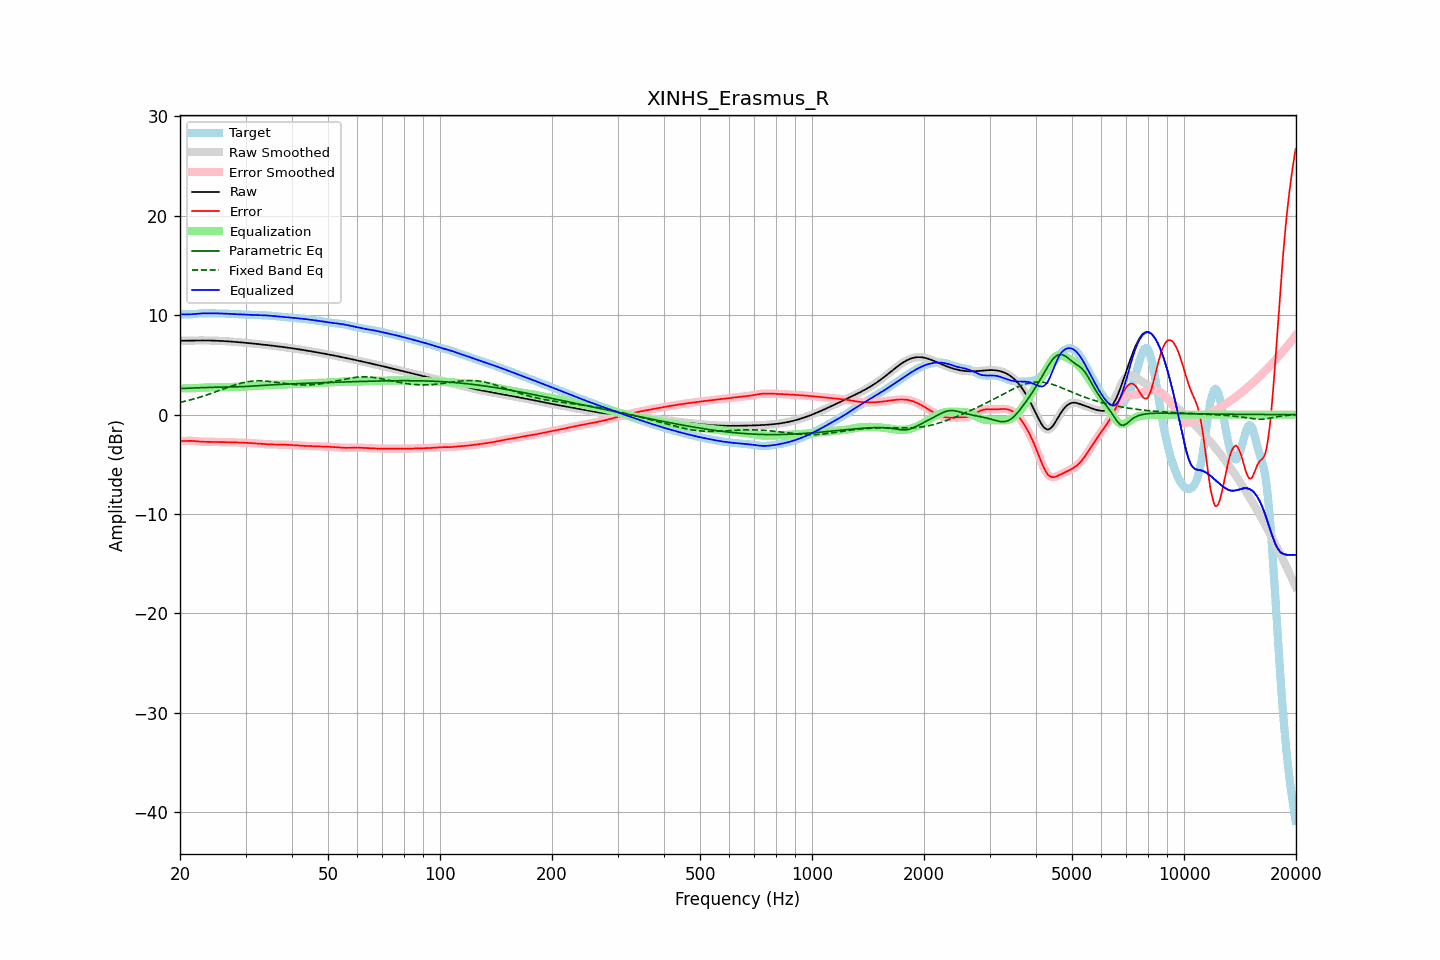 XINHS_Erasmus_R
30
20
10
0
−10
−20
−30
−40
Amplitude (dBr)
Target
Raw Smoothed
Error Smoothed
Raw
Error
Equalization
Parametric Eq
Fixed Band Eq
Equalized
20 50 100 200 500 1000 2000 5000 10000 20000
Frequency (Hz)